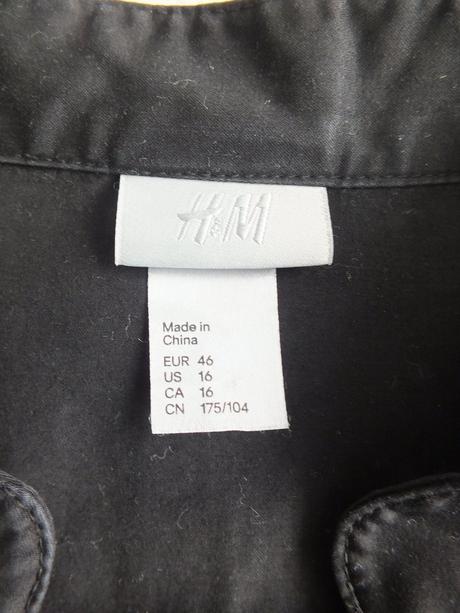 H&M
Made in
China
EUR 46
US 16
CA 16
CN 175/104